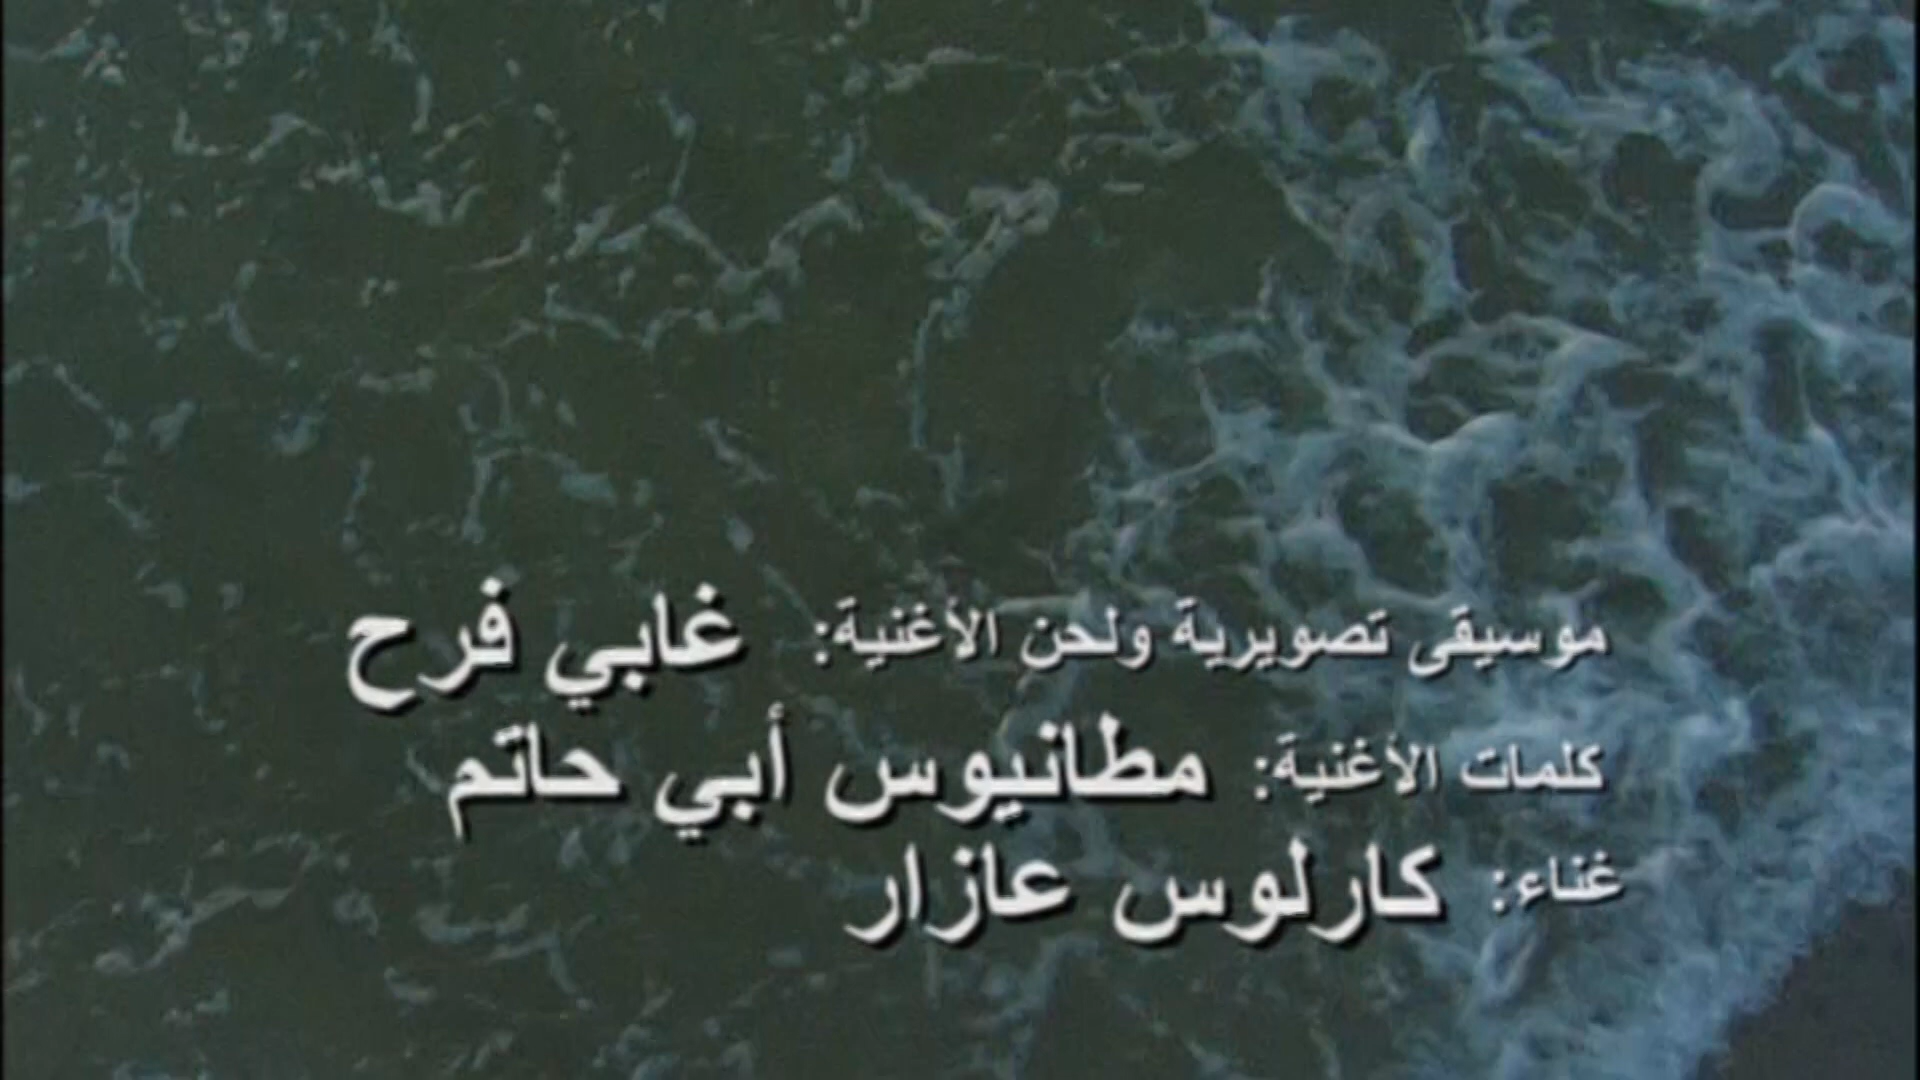 موسيقى تصويرية ولحن الأغنية: غابي فرح
كلمات الأغنية: مطانيوس أبي حاتم
غناء: كارلوس عازار